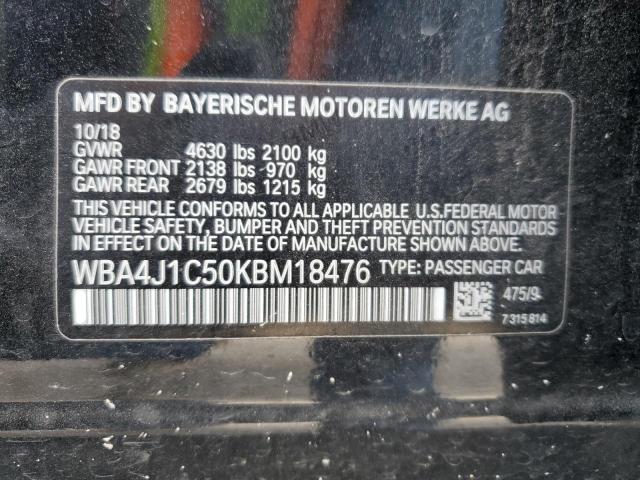 MFD BY BAYERISCHE MOTOREN WERKE AG
10/18
GVWR 4630 lbs 2100 kg
GAWR FRONT 2138 lbs 970 kg
GAWR REAR 2679 lbs 1215 kg
THIS VEHICLE CONFORMS TO ALL APPLICABLE U.S.FEDERAL MOTOR
VEHICLE SAFETY, BUMPER AND THEFT PREVENTION STANDARDS
IN EFFECT ON THE DATE OF MANUFACTURE SHOWN ABOVE.
WBA4J1C50KBM18476 TYPE: PASSENGER CAR
475/9
7315814